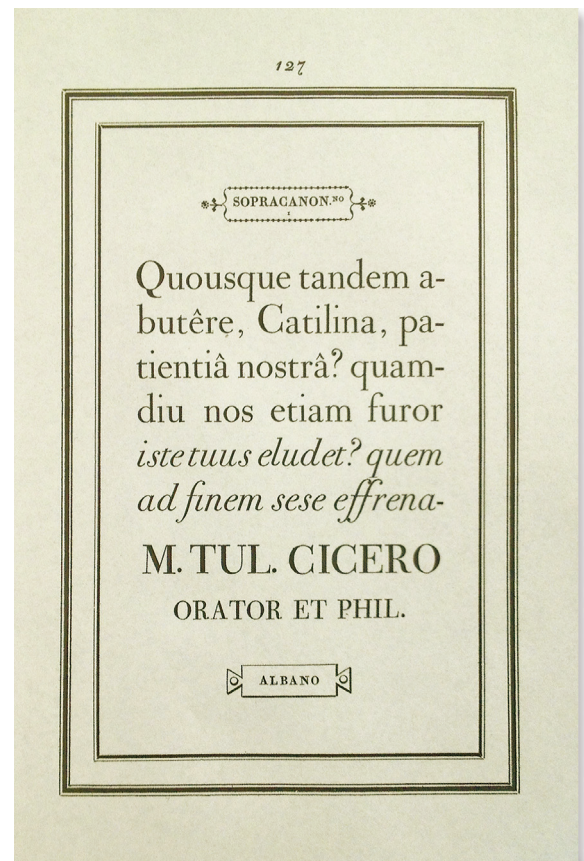 127
SOPRACANON.NO
1
Quousque tandem a-
butêre, Catilina, pa-
tientiâ nostrâ? quam-
diu nos etiam furor
iste tuus eludet? quem
ad finem sese effrena-
M. TUL. CICERO
ORATOR ET PHIL.
ALBANO